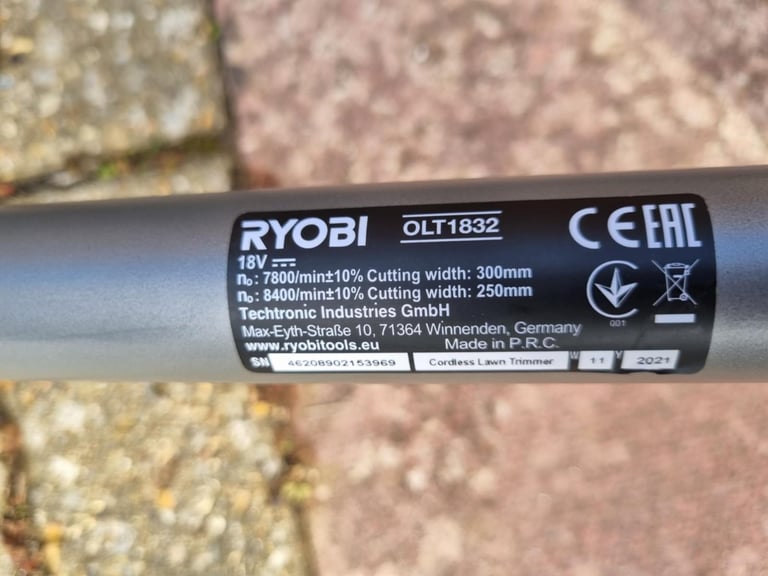 RYOBI OLT1832 CE EAC
18V
n₀: 7800/min±10% Cutting width: 300mm
n₀: 8400/min±10% Cutting width: 250mm
Techtronic Industries GmbH
Max-Eyth-Straße 10, 71364 Winnenden, Germany
www.ryobitools.eu Made in P.R.C.
001
SN 46208902153969 Cordless Lawn Trimmer W 11 Y 2021